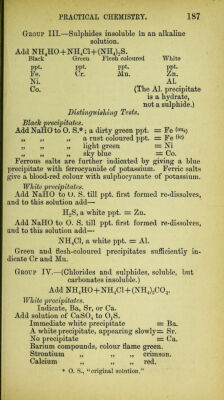 PRACTICAL CHEMISTRY. 187
GROUP III.—Sulphides insoluble in an alkaline
solution.
Add NH₄HO+NH₄Cl+(NH₄)₂S.
Black Green Flesh coloured White
ppt. ppt. ppt. ppt.
Fe. Cr. Mn. Zn.
Ni. Al.
Co. (The Al. precipitate
is a hydrate,
not a sulphide.)
Distinguishing Tests.
Black precipitates.
Add NaHO to O. S.*; a dirty green ppt. = Fe (ous)
„ „ „ a rust coloured ppt. = Fe (ic)
„ „ „ light green = Ni
„ „ „ sky blue = Co.
Ferrous salts are further indicated by giving a blue
precipitate with ferrocyanide of potassium. Ferric salts
give a blood-red colour with sulphocyanate of potassium.
White precipitates.
Add NaHO to O. S. till ppt. first formed re-dissolves,
and to this solution add—
H₂S, a white ppt. = Zn.
Add NaHO to O. S. till ppt. first formed re-dissolves,
and to this solution add—
NH₄Cl, a white ppt. = Al.
Green and flesh-coloured precipitates sufficiently in-
dicate Cr and Mn.
GROUP IV.—(Chlorides and sulphides, soluble, but
carbonates insoluble.)
Add NH₄HO+NH₄Cl+(NH₄)₂CO₃.
White precipitates.
Indicate, Ba, Sr, or Ca.
Add solution of CaSO₄ to O.S.
Immediate white precipitate = Ba.
A white precipitate, appearing slowly = Sr.
No precipitate = Ca.
Barium compounds, colour flame green.
Strontium „ „ „ crimson.
Calcium „ „ „ red.
* O. S., "original solution."